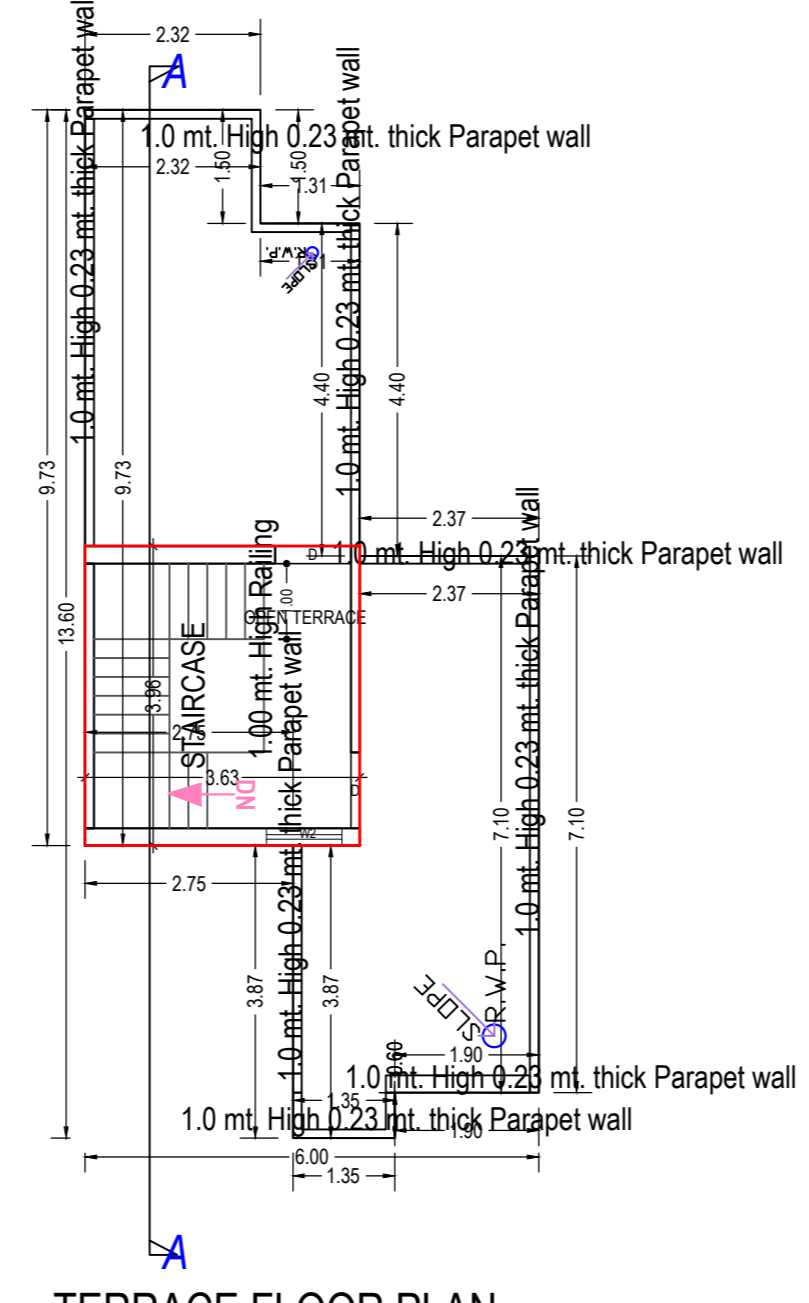 2.32
A
1.0 mt. High 0.23 mt. thick Parapet wall
1.0 mt. High 0.23 mt. thick Parapet wall
1.0 mt. High 0.23 mt. thick Parapet wall
2.32
1.50
1.50
1.31
R.W.P.
SLOPE
4.40
4.40
9.73
9.73
13.60
2.37
1.0 mt. High 0.23 mt. thick Parapet wall
1.0 mt. High 0.23 mt. thick Parapet wall
2.37
D
OPEN TERRACE
1.00 mt. High Railing
STAIRCASE
3.96
2.75
3.63
DN
D
W2
1.0 mt. High 0.23 mt. thick Parapet wall
7.10
7.10
2.75
3.87
3.87
R.W.P.
SLOPE
0.60
1.90
1.0 mt. High 0.23 mt. thick Parapet wall
1.35
1.0 mt. High 0.23 mt. thick Parapet wall
1.90
6.00
1.35
A
TERRACE FLOOR PLAN